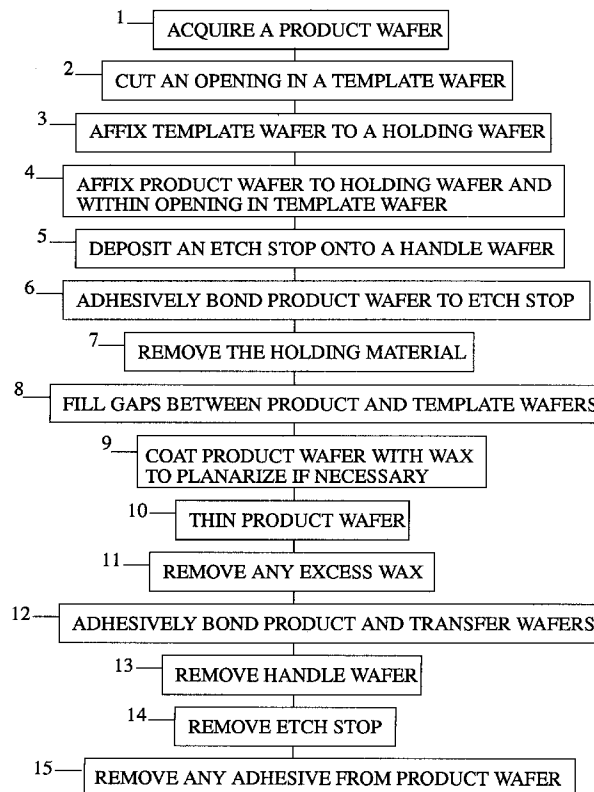 1
ACQUIRE A PRODUCT WAFER
2
CUT AN OPENING IN A TEMPLATE WAFER
3
AFFIX TEMPLATE WAFER TO A HOLDING WAFER
4
AFFIX PRODUCT WAFER TO HOLDING WAFER AND
WITHIN OPENING IN TEMPLATE WAFER
5
DEPOSIT AN ETCH STOP ONTO A HANDLE WAFER
6
ADHESIVELY BOND PRODUCT WAFER TO ETCH STOP
7
REMOVE THE HOLDING MATERIAL
8
FILL GAPS BETWEEN PRODUCT AND TEMPLATE WAFERS
9
COAT PRODUCT WAFER WITH WAX
TO PLANARIZE IF NECESSARY
10
THIN PRODUCT WAFER
11
REMOVE ANY EXCESS WAX
12
ADHESIVELY BOND PRODUCT AND TRANSFER WAFERS
13
REMOVE HANDLE WAFER
14
REMOVE ETCH STOP
15
REMOVE ANY ADHESIVE FROM PRODUCT WAFER